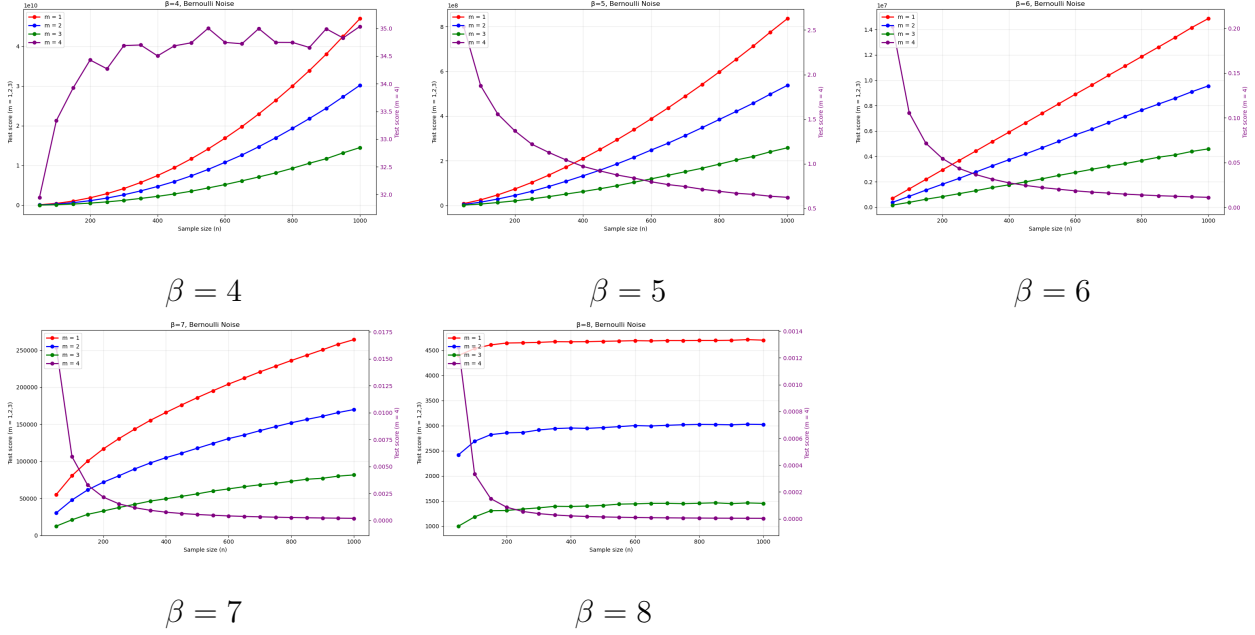 β=4, Bernoulli Noise
1e10
m = 1
m = 2
m = 3
m = 4
Test score (m = 1,2,3)
0
1
2
3
4
200
400
600
800
1000
Sample size (n)
32.0
32.5
33.0
33.5
34.0
34.5
35.0
Test score (m = 4)
β = 4
β=5, Bernoulli Noise
1e8
m = 1
m = 2
m = 3
m = 4
Test score (m = 1,2,3)
0
2
4
6
8
200
400
600
800
1000
Sample size (n)
0.5
1.0
1.5
2.0
2.5
Test score (m = 4)
β = 5
β=6, Bernoulli Noise
1e7
m = 1
m = 2
m = 3
m = 4
Test score (m = 1,2,3)
0.0
0.2
0.4
0.6
0.8
1.0
1.2
1.4
200
400
600
800
1000
Sample size (n)
0.00
0.05
0.10
0.15
0.20
Test score (m = 4)
β = 6
β=7, Bernoulli Noise
m = 1
m = 2
m = 3
m = 4
Test score (m = 1,2,3)
0
50000
100000
150000
200000
250000
200
400
600
800
1000
Sample size (n)
0.0000
0.0025
0.0050
0.0075
0.0100
0.0125
0.0150
0.0175
Test score (m = 4)
β = 7
β=8, Bernoulli Noise
m = 1
m = 2
m = 3
m = 4
Test score (m = 1,2,3)
1000
1500
2000
2500
3000
3500
4000
4500
200
400
600
800
1000
Sample size (n)
0.0000
0.0002
0.0004
0.0006
0.0008
0.0010
0.0012
0.0014
Test score (m = 4)
β = 8